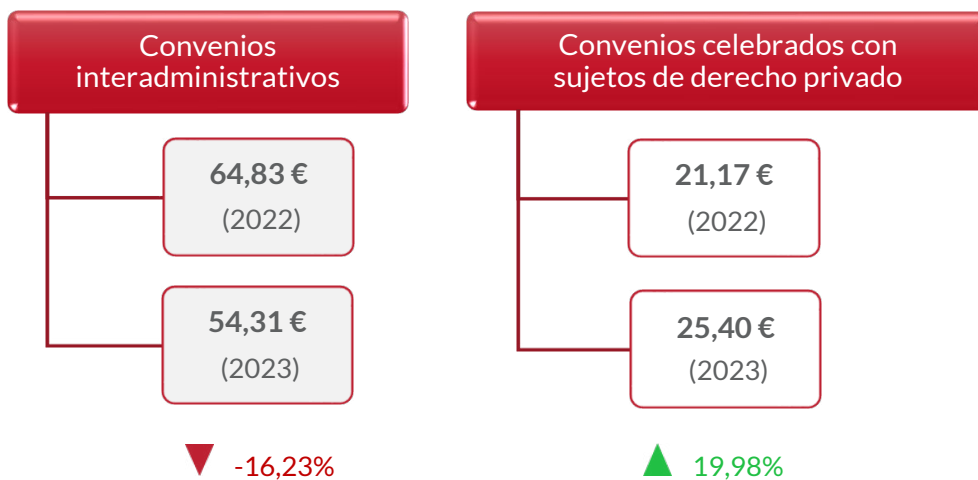 Convenios
interadministrativos
64,83 €
(2022)
54,31 €
(2023)
-16,23%
Convenios celebrados con
sujetos de derecho privado
21,17 €
(2022)
25,40 €
(2023)
19,98%